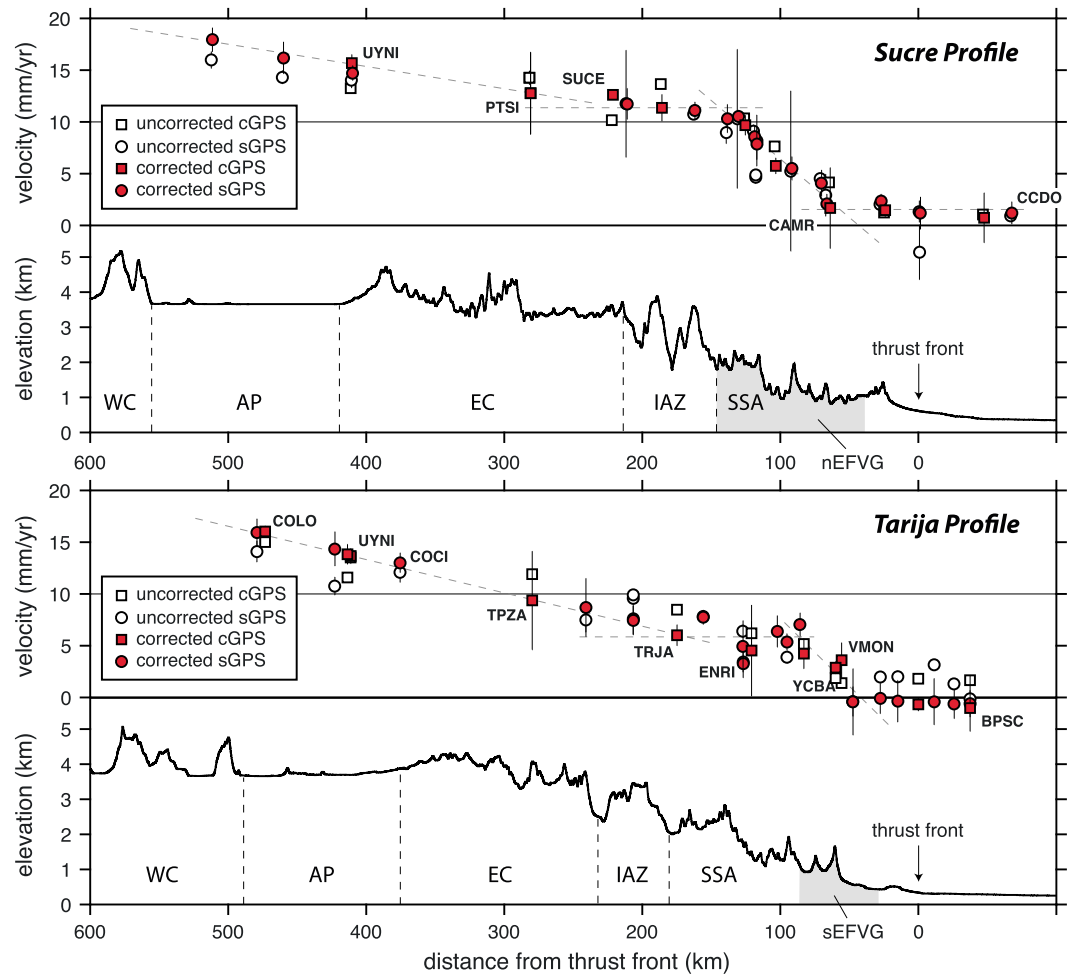 20
15
10
5
0
velocity (mm/yr)
Sucre Profile
UYNI
SUCE
PTSI
CAMR
CCDO
uncorrected cGPS
uncorrected sGPS
corrected cGPS
corrected sGPS
5
4
3
2
1
0
elevation (km)
thrust front
WC
AP
EC
IAZ
SSA
nEFVG
600
500
400
300
200
100
0
20
15
10
5
0
velocity (mm/yr)
Tarija Profile
COLO
UYNI
COCI
TPZA
TRJA
ENRI
VMON
YCBA
BPSC
uncorrected cGPS
uncorrected sGPS
corrected cGPS
corrected sGPS
5
4
3
2
1
0
elevation (km)
thrust front
WC
AP
EC
IAZ
SSA
sEFVG
600
500
400
300
200
100
0
distance from thrust front (km)